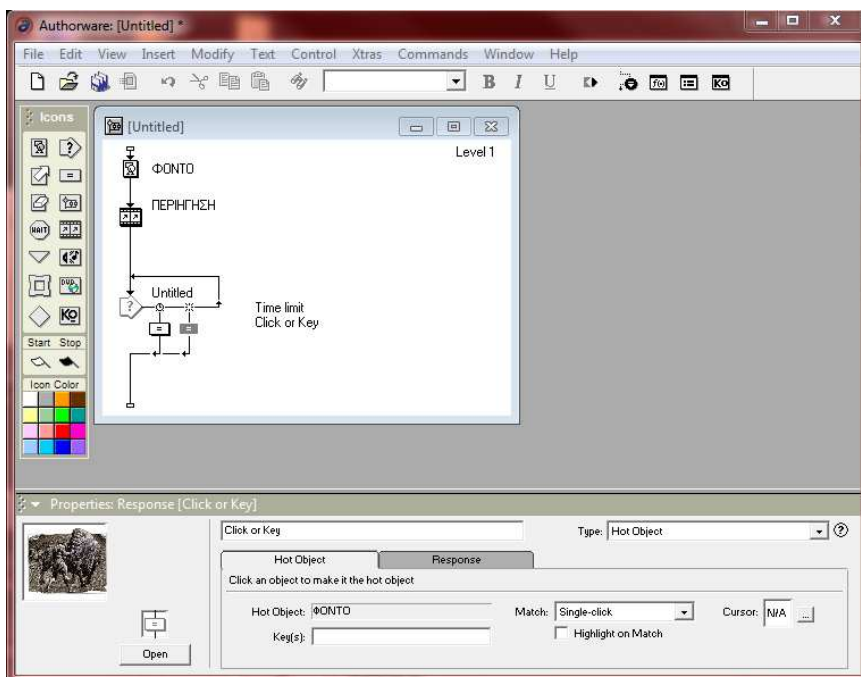 Authorware: [Untitled] *
File Edit View Insert Modify Text Control Xtras Commands Window Help
B I U
Icons
WAIT
DVD
KO
Start Stop
Icon Color
[Untitled]
Level 1
ΦΟΝΤΟ
ΠΕΡΙΗΓΗΣΗ
Untitled
Time limit
Click or Key
Properties: Response [Click or Key]
Click or Key
Type: Hot Object
Hot Object Response
Click an object to make it the hot object
Hot Object: ΦΟΝΤΟ
Match: Single-click
Cursor: N/A ...
Key(s):
Highlight on Match
Open